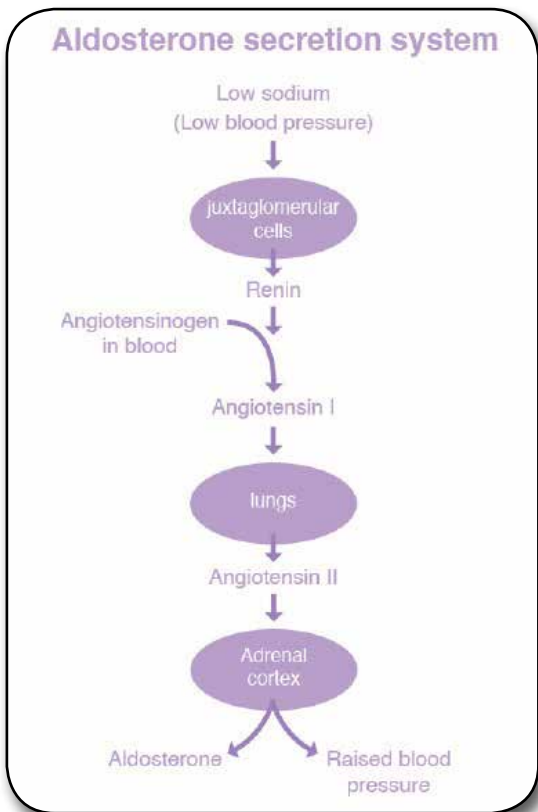 Aldosterone secretion system
Low sodium
(Low blood pressure)
juxtaglomerular
cells
Renin
Angiotensinogen
in blood
Angiotensin I
lungs
Angiotensin II
Adrenal
cortex
Aldosterone
Raised blood
pressure